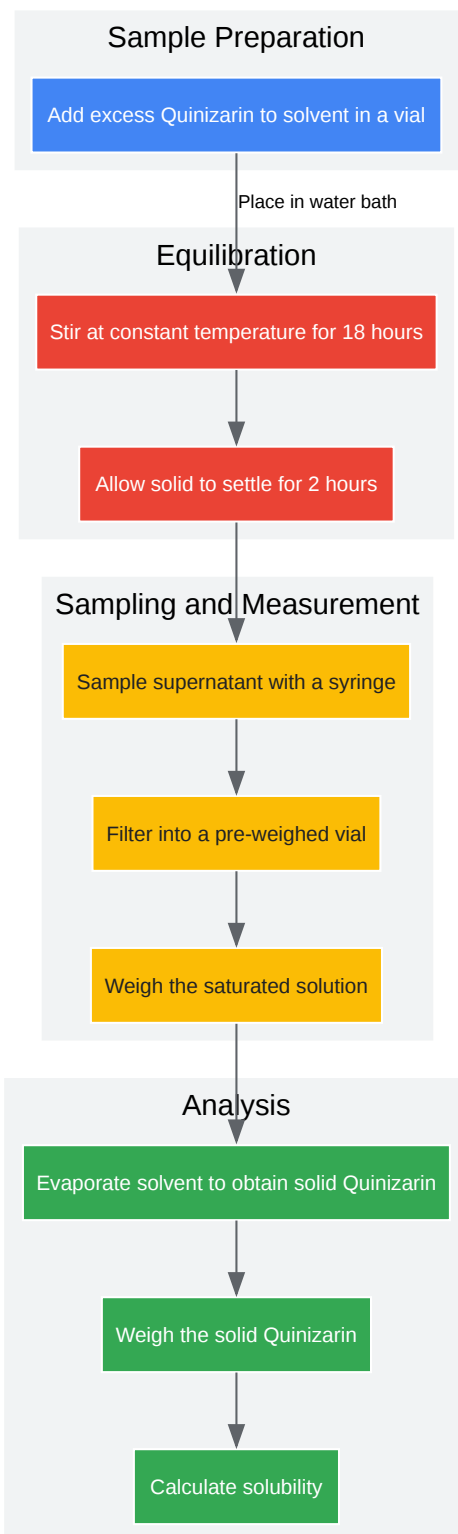 Sample Preparation
Add excess Quinizarin to solvent in a vial
Place in water bath
Equilibration
Stir at constant temperature for 18 hours
Allow solid to settle for 2 hours
Sampling and Measurement
Sample supernatant with a syringe
Filter into a pre-weighed vial
Weigh the saturated solution
Analysis
Evaporate solvent to obtain solid Quinizarin
Weigh the solid Quinizarin
Calculate solubility